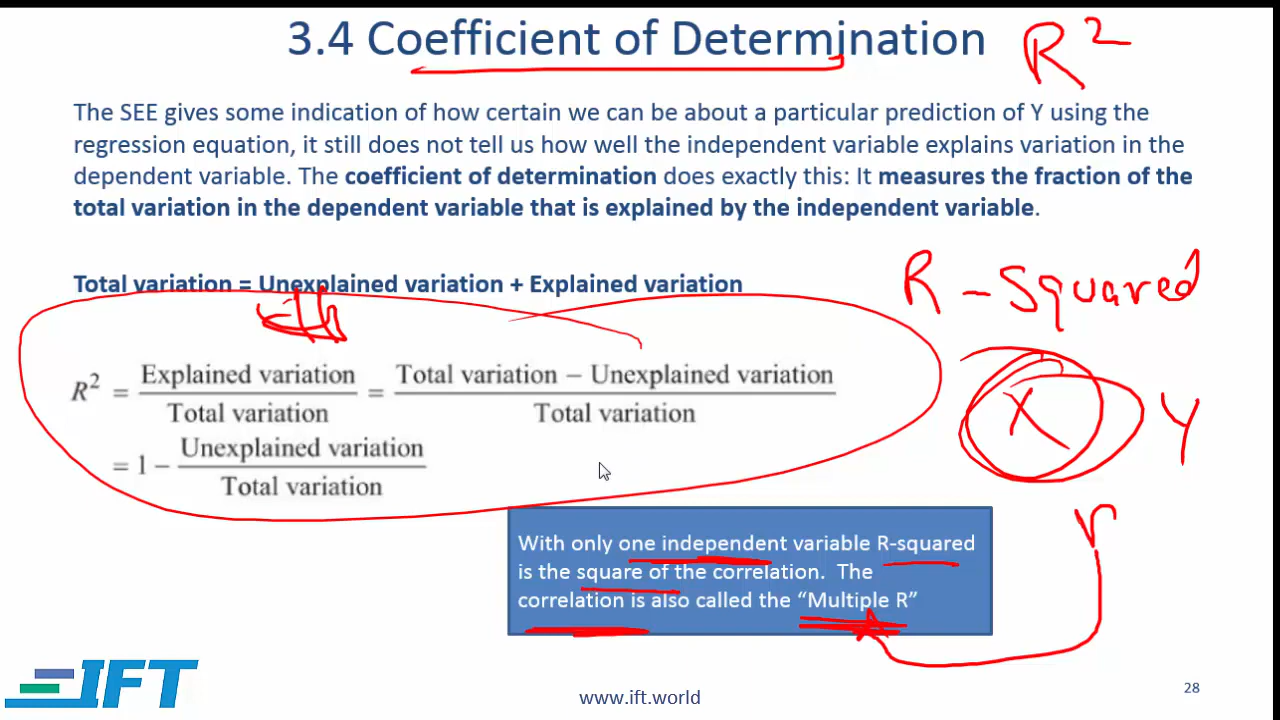 3.4 Coefficient of Determination
R²
The SEE gives some indication of how certain we can be about a particular prediction of Y using the
regression equation, it still does not tell us how well the independent variable explains variation in the
dependent variable. The coefficient of determination does exactly this: It measures the fraction of the
total variation in the dependent variable that is explained by the independent variable.
Total variation = Unexplained variation + Explained variation
R - Squared
R² = Explained variation / Total variation = Total variation − Unexplained variation / Total variation
= 1 − Unexplained variation / Total variation
X Y
r
With only one independent variable R-squared
is the square of the correlation. The
correlation is also called the “Multiple R”
IFT
www.ift.world
28